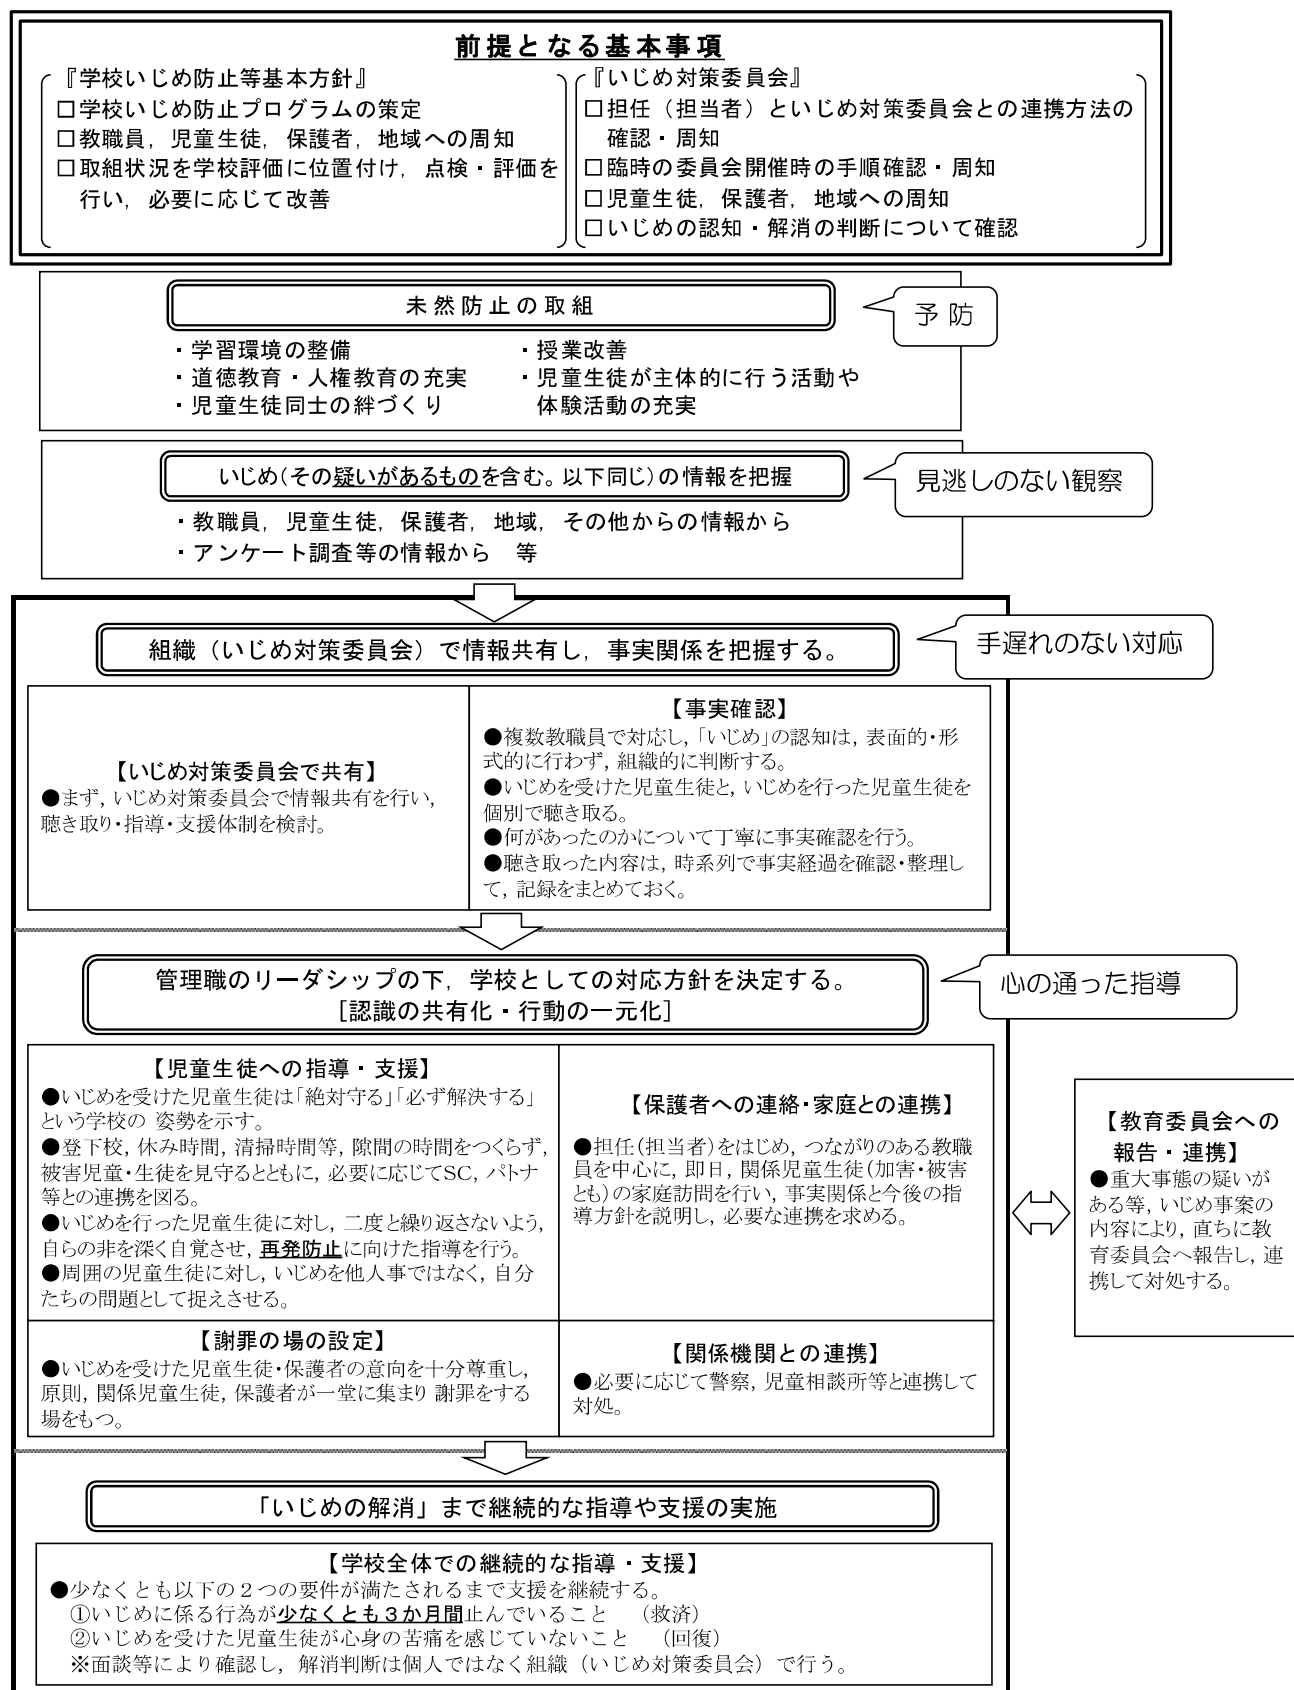 前提となる基本事項
『学校いじめ防止等基本方針』
□学校いじめ防止プログラムの策定
□教職員，児童生徒，保護者，地域への周知
□取組状況を学校評価に位置付け，点検・評価を
行い，必要に応じて改善
『いじめ対策委員会』
□担任（担当者）といじめ対策委員会との連携方法の
確認・周知
□臨時の委員会開催時の手順確認・周知
□児童生徒，保護者，地域への周知
□いじめの認知・解消の判断について確認
未然防止の取組
予防
・学習環境の整備
・道徳教育・人権教育の充実
・児童生徒同士の絆づくり
・授業改善
・児童生徒が主体的に行う活動や
体験活動の充実
いじめ（その疑いがあるものを含む。以下同じ）の情報を把握
見逃しのない観察
・教職員，児童生徒，保護者，地域，その他からの情報から
・アンケート調査等の情報から　等
組織（いじめ対策委員会）で情報共有し，事実関係を把握する。
手遅れのない対応
【いじめ対策委員会で共有】
●まず，いじめ対策委員会で情報共有を行い，
聴き取り・指導・支援体制を検討。
【事実確認】
●複数教職員で対応し，「いじめ」の認知は，表面的・形
式的に行わず，組織的に判断する。
●いじめを受けた児童生徒と，いじめを行った児童生徒を
個別で聴き取る。
●何があったのかについて丁寧に事実確認を行う。
●聴き取った内容は，時系列で事実経過を確認・整理し
て，記録をまとめておく。
管理職のリーダシップの下，学校としての対応方針を決定する。
［認識の共有化・行動の一元化］
心の通った指導
【児童生徒への指導・支援】
●いじめを受けた児童生徒は「絶対守る」「必ず解決する」
という学校の 姿勢を示す。
●登下校，休み時間，清掃時間等，隙間の時間をつくらず，
被害児童・生徒を見守るとともに，必要に応じてSC，パトナ
等との連携を図る。
●いじめを行った児童生徒に対し，二度と繰り返さないよう，
自らの非を深く自覚させ，再発防止に向けた指導を行う。
●周囲の児童生徒に対し，いじめを他人事ではなく，自分
たちの問題として捉えさせる。
【保護者への連絡・家庭との連携】
●担任（担当者）をはじめ，つながりのある教職
員を中心に，即日，関係児童生徒（加害・被害
とも）の家庭訪問を行い，事実関係と今後の指
導方針を説明し，必要な連携を求める。
【教育委員会への
報告・連携】
●重大事態の疑いが
ある等，いじめ事案の
内容により，直ちに教
育委員会へ報告し，連
携して対処する。
【謝罪の場の設定】
●いじめを受けた児童生徒・保護者の意向を十分尊重し，
原則，関係児童生徒，保護者が一堂に集まり 謝罪をする
場をもつ。
【関係機関との連携】
●必要に応じて警察，児童相談所等と連携して
対処。
「いじめの解消」まで継続的な指導や支援の実施
【学校全体での継続的な指導・支援】
●少なくとも以下の２つの要件が満たされるまで支援を継続する。
①いじめに係る行為が少なくとも３か月間止んでいること　（救済）
②いじめを受けた児童生徒が心身の苦痛を感じていないこと　（回復）
※面談等により確認し，解消判断は個人ではなく組織（いじめ対策委員会）で行う。